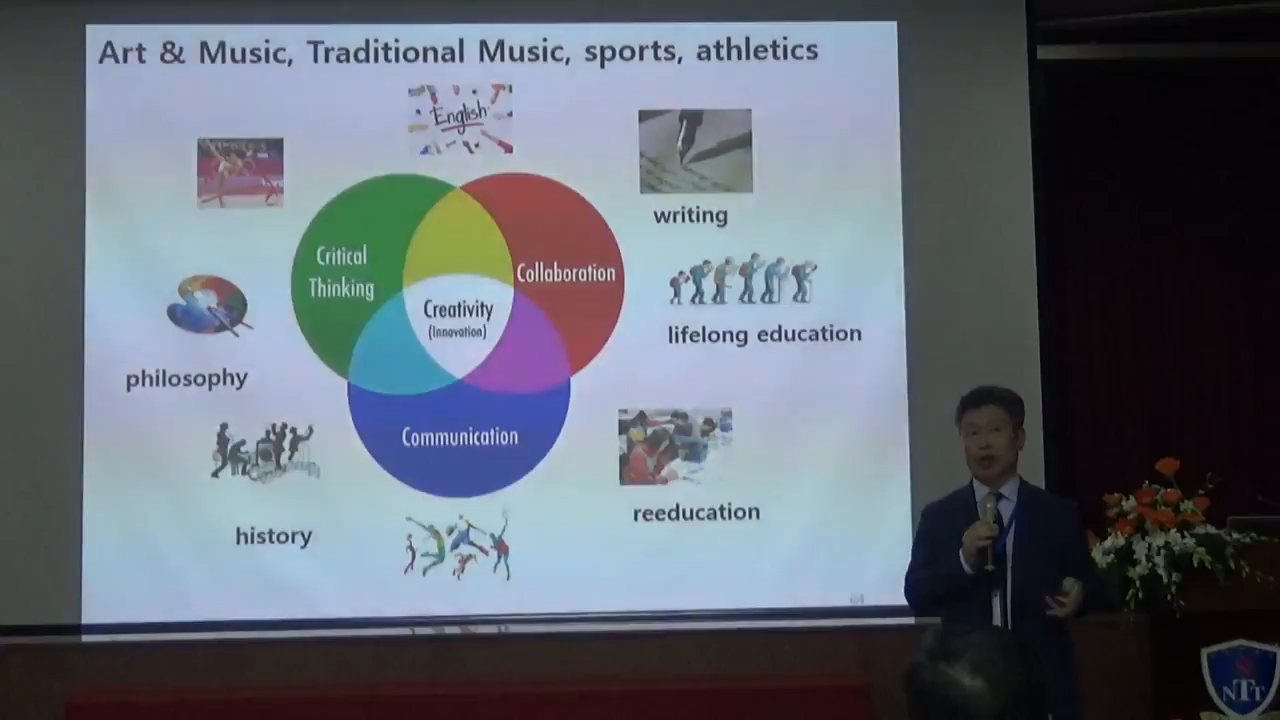 Art & Music, Traditional Music, sports, athletics
English
writing
Critical
Thinking
Collaboration
Creativity
(Innovation)
lifelong education
philosophy
Communication
reeducation
history
NTT